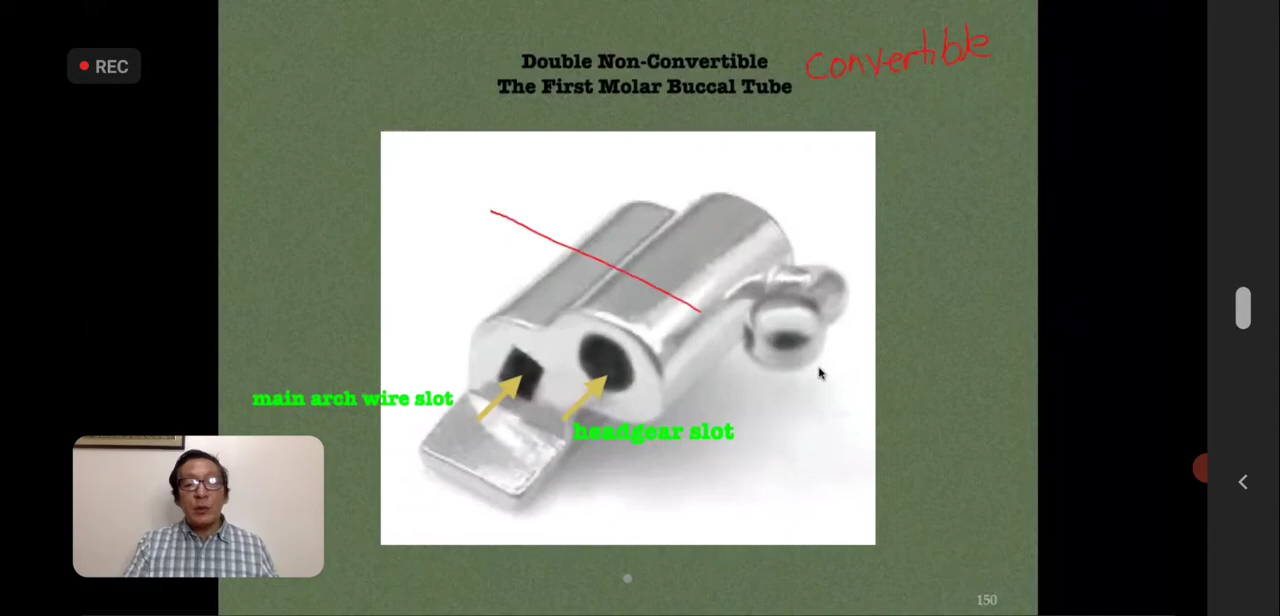 REC
Double Non-Convertible
convertible
The First Molar Buccal Tube
main arch wire slot
headgear slot
150